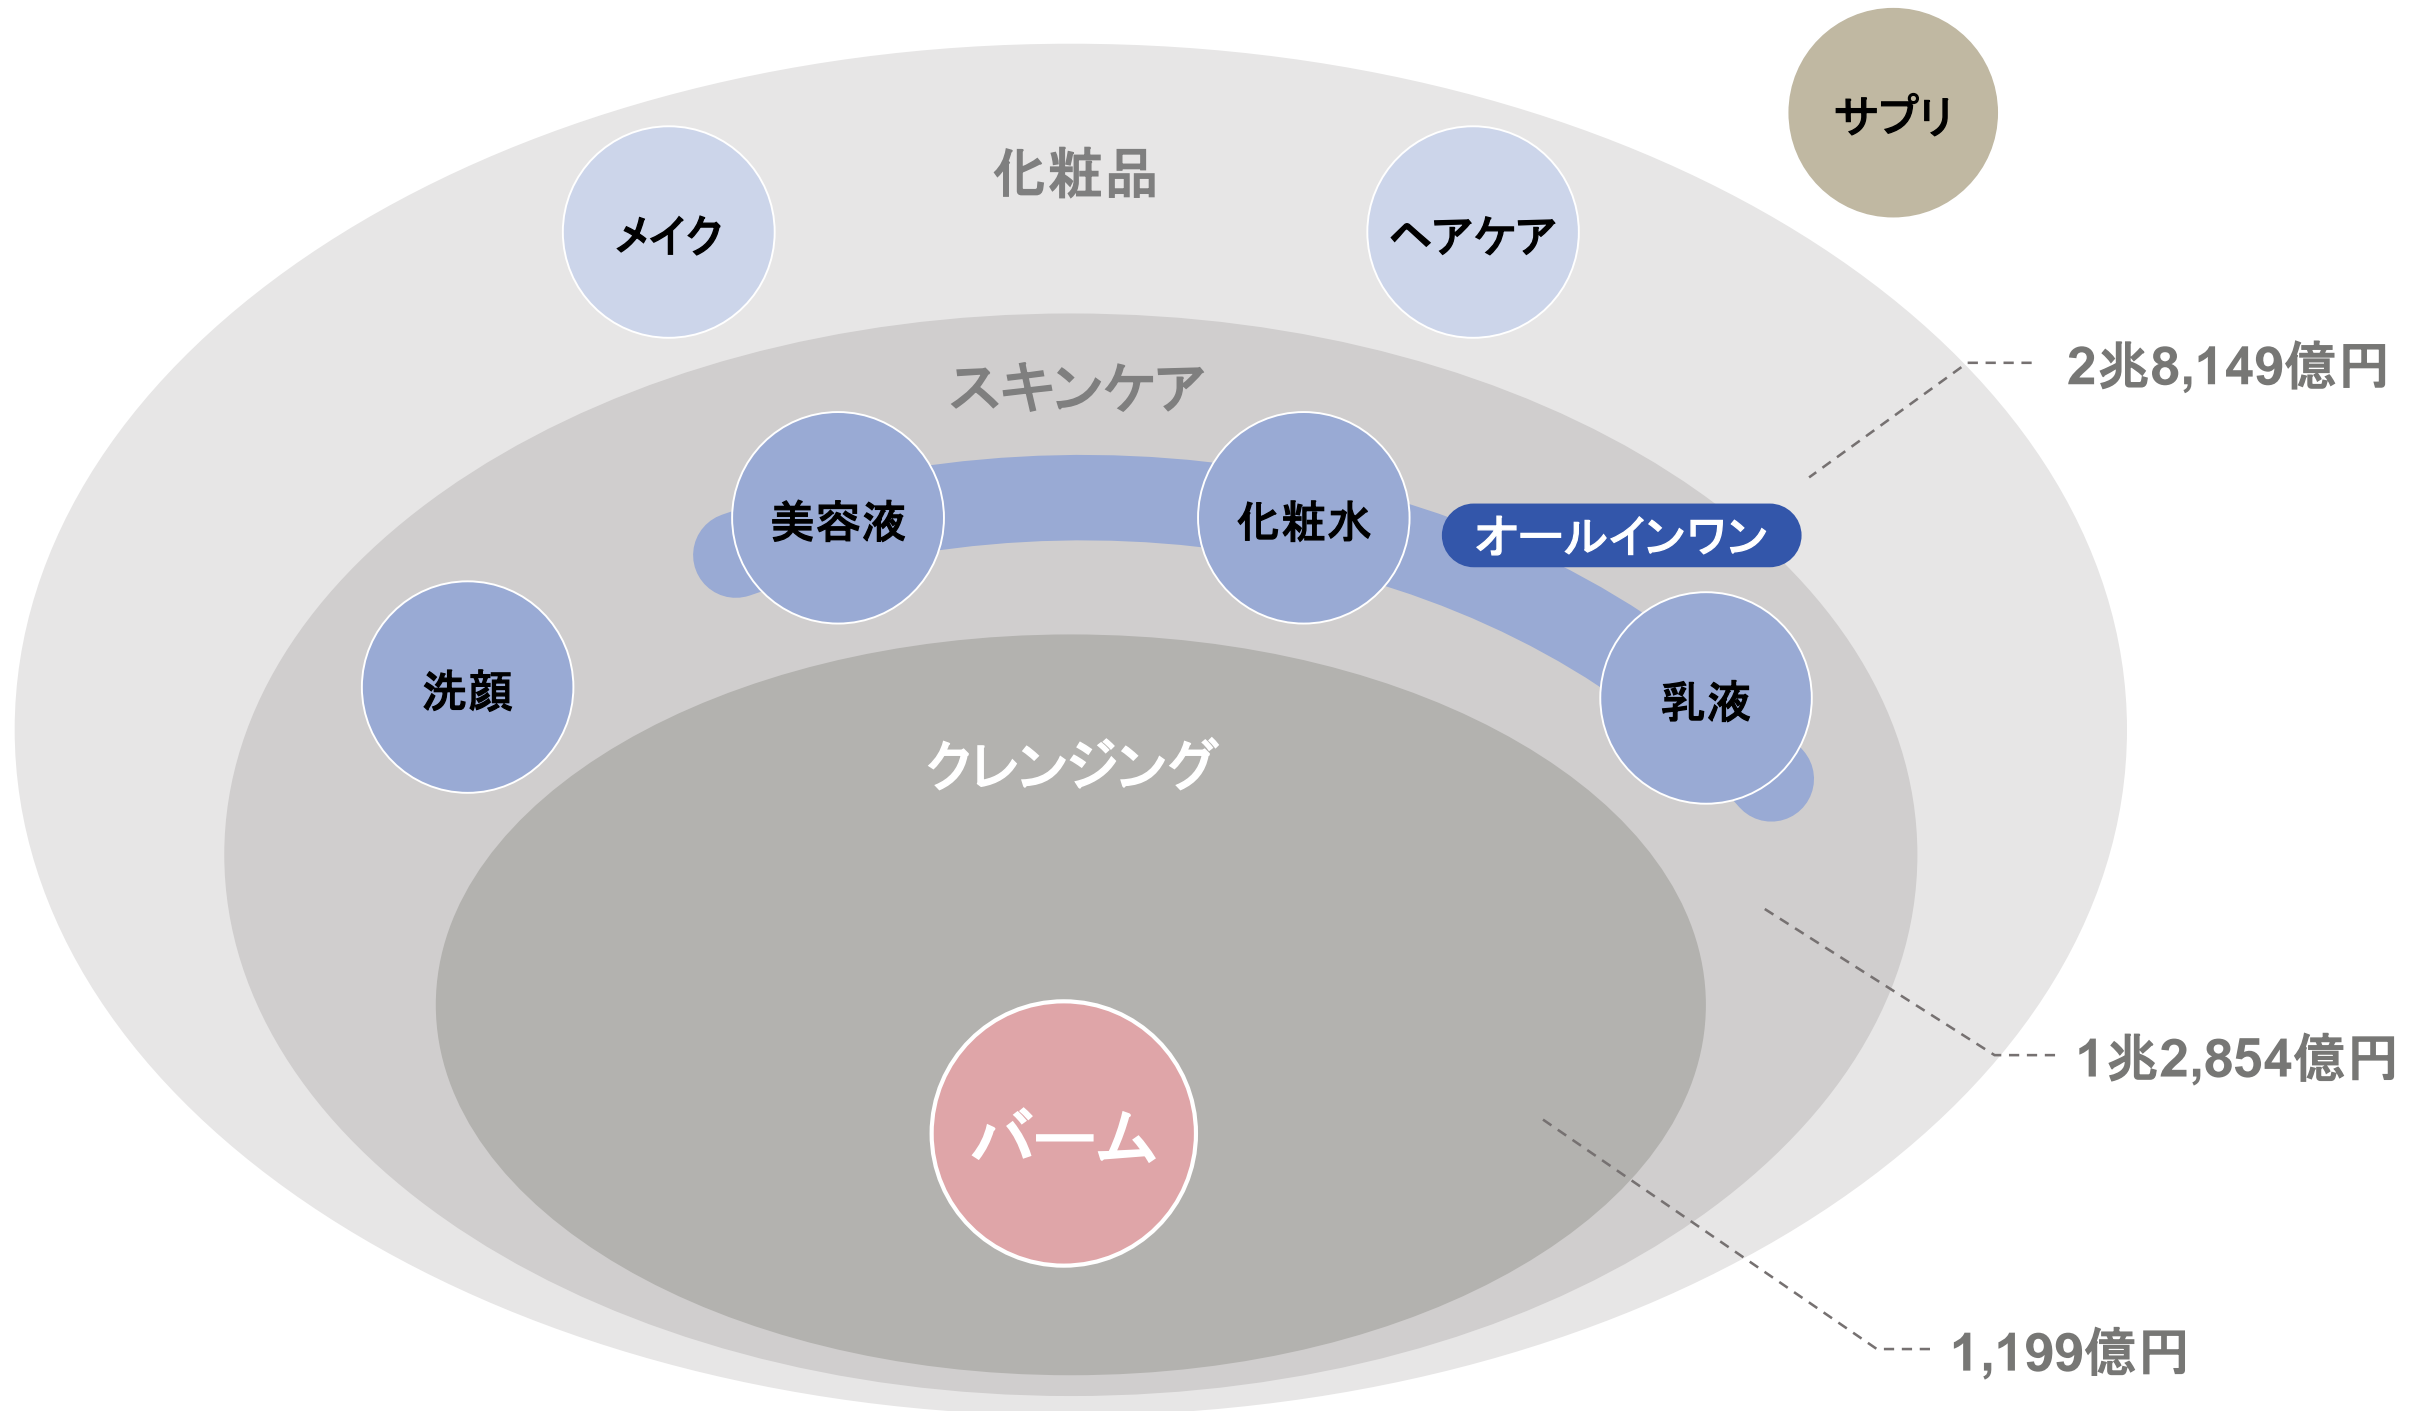 サプリ
化粧品
メイク
ヘアケア
2兆8,149億円
スキンケア
美容液
化粧水
オールインワン
洗顔
乳液
クレンジング
1兆2,854億円
バーム
1,199億円